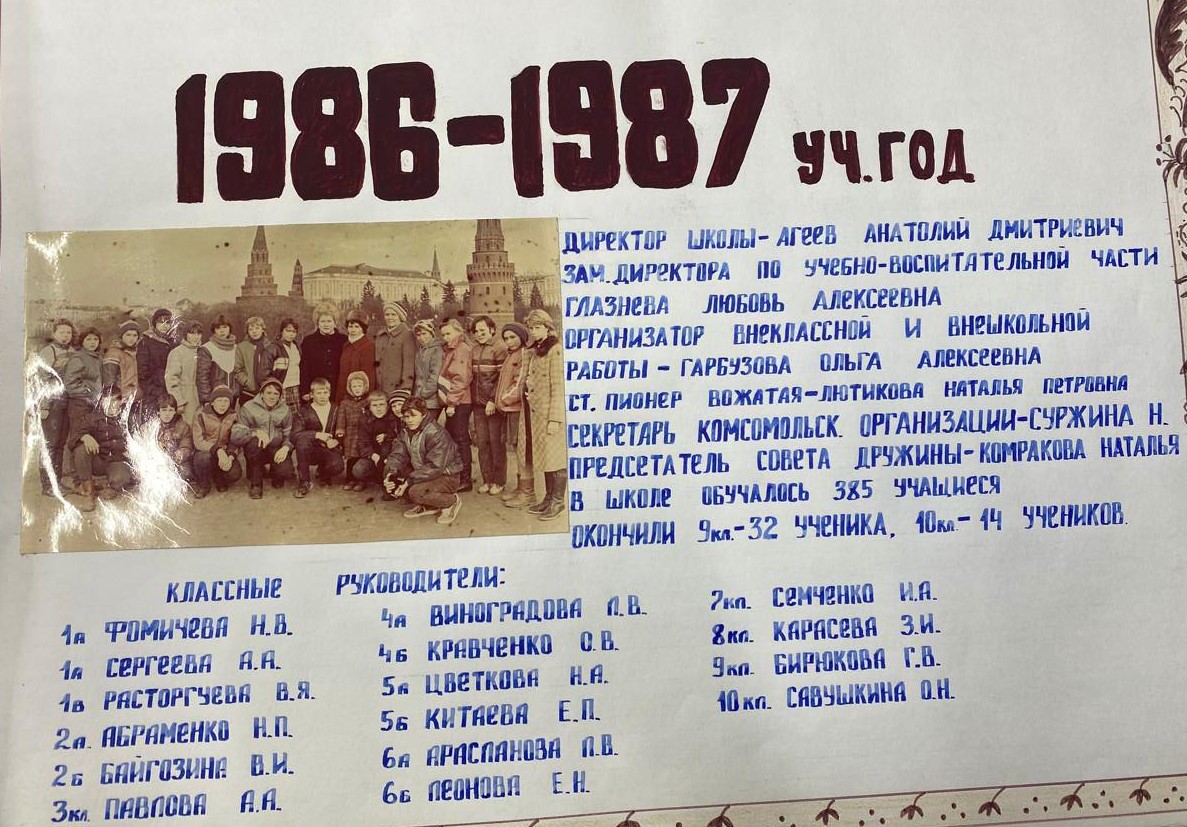 1986-1987 УЧ.ГОД
ДИРЕКТОР ШКОЛЫ- АГЕЕВ АНАТОЛИЙ ДМИТРИЕВИЧ
ЗАМ.ДИРЕКТОРА ПО УЧЕБНО-ВОСПИТАТЕЛЬНОЙ ЧАСТИ
ГЛАЗНЕВА ЛЮБОВЬ АЛЕКСЕЕВНА
ОРГАНИЗАТОР ВНЕКЛАССНОЙ И ВНЕШКОЛЬНОЙ
РАБОТЫ - ГАРБУЗОВА ОЛЬГА АЛЕКСЕЕВНА
СТ. ПИОНЕР ВОЖАТАЯ-ЛЮТИКОВА НАТАЛЬЯ ПЕТРОВНА
СЕКРЕТАРЬ КОМСОМОЛЬСК. ОРГАНИЗАЦИИ-СУРЖИНА Н.
ПРЕДСЕТАТЕЛЬ СОВЕТА ДРУЖИНЫ-КОМРАКОВА НАТАЛЬЯ
В ШКОЛЕ ОБУЧАЛОСЬ 385 УЧАЩИЕСЯ
ОКОНЧИЛИ 9кл.-32 УЧЕНИКА, 10кл- 14 УЧЕНИКОВ.
КЛАССНЫЕ РУКОВОДИТЕЛИ:
1А ФОМИЧЕВА Н.В.
1А СЕРГЕЕВА А.А.
1В РАСТОРГУЕВА В.Я.
2А. АБРАМЕНКО Н.П.
2Б БАЙГОЗИНА В.И.
3кл. ПАВЛОВА А.А.
4А ВИНОГРАДОВА Л.В.
4Б КРАВЧЕНКО О.В.
5А ЦВЕТКОВА Н.А.
5Б КИТАЕВА Е.П.
6А АРАСЛАНОВА Л.В.
6Б ЛЕОНОВА Е.Н.
7кл. СЕМЧЕНКО И.А.
8кл. КАРАСЕВА З.И.
9кл. БИРЮКОВА Г.В.
10кл. САВУШКИНА О.Н.